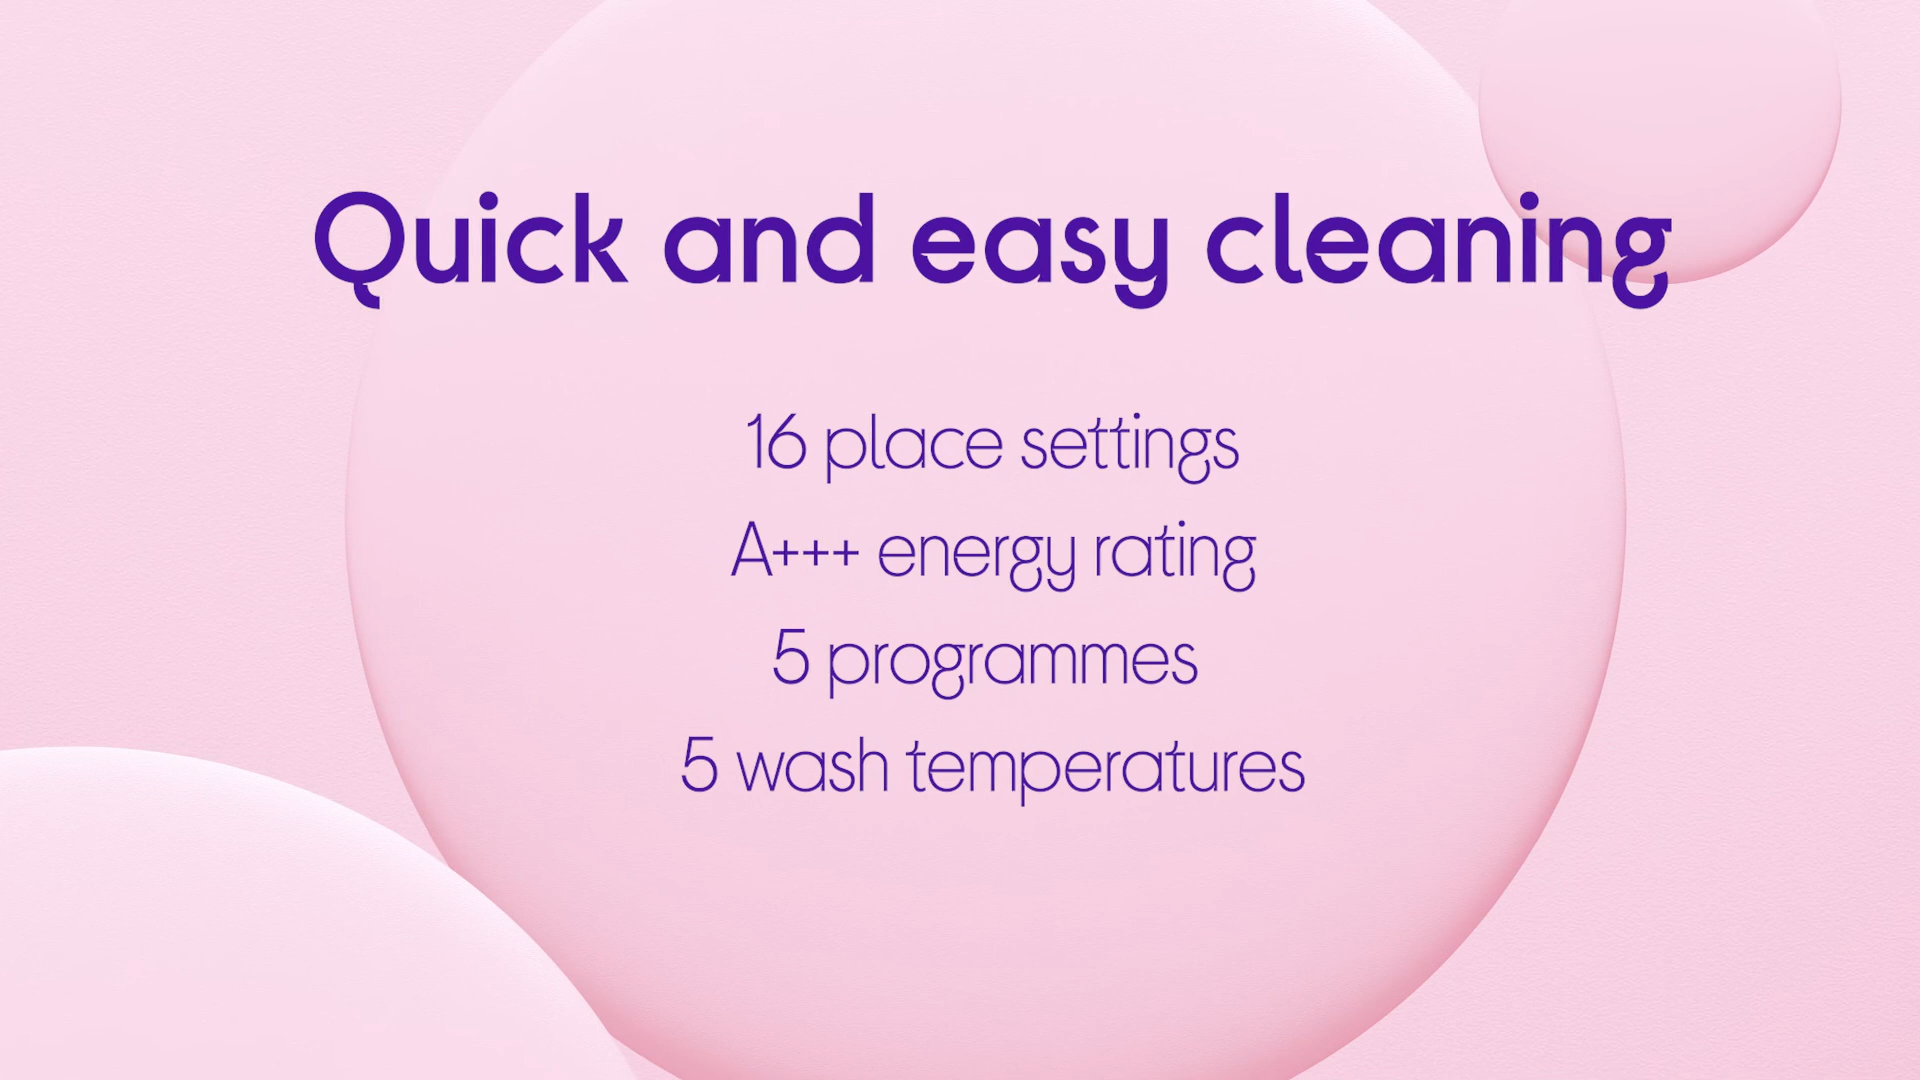 Quick and easy cleaning
16 place settings
A+++ energy rating
5 programmes
5 wash temperatures